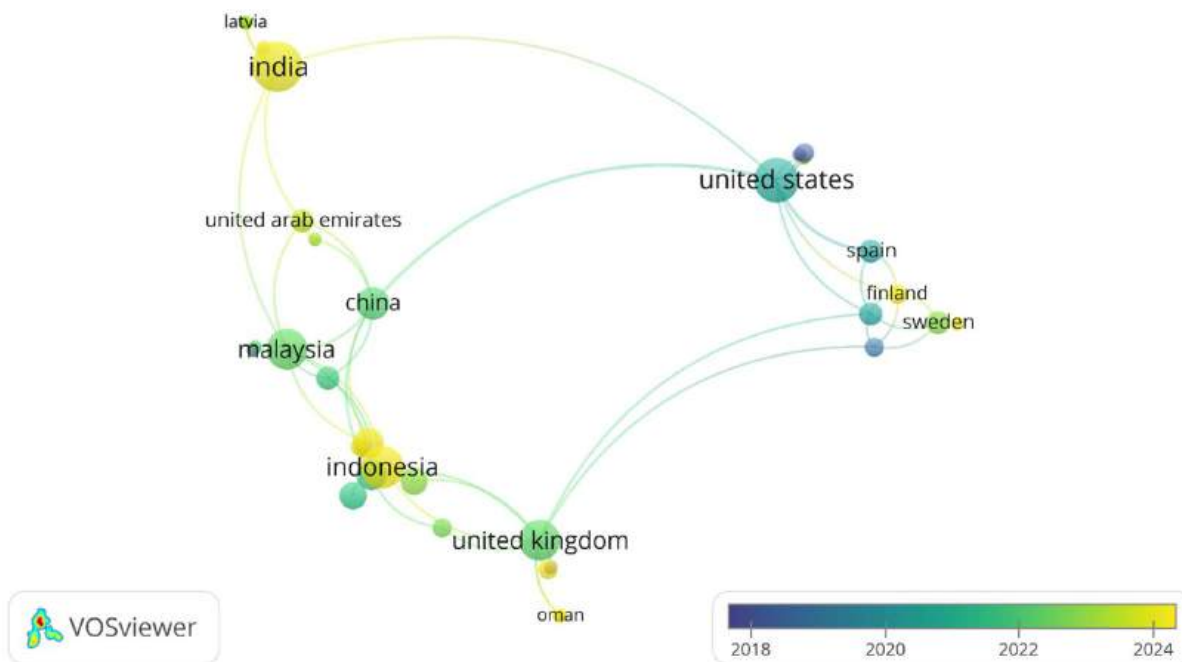 latvia
india
united states
united arab emirates
spain
finland
china
sweden
malaysia
indonesia
united kingdom
oman
VOSviewer
2018 2020 2022 2024